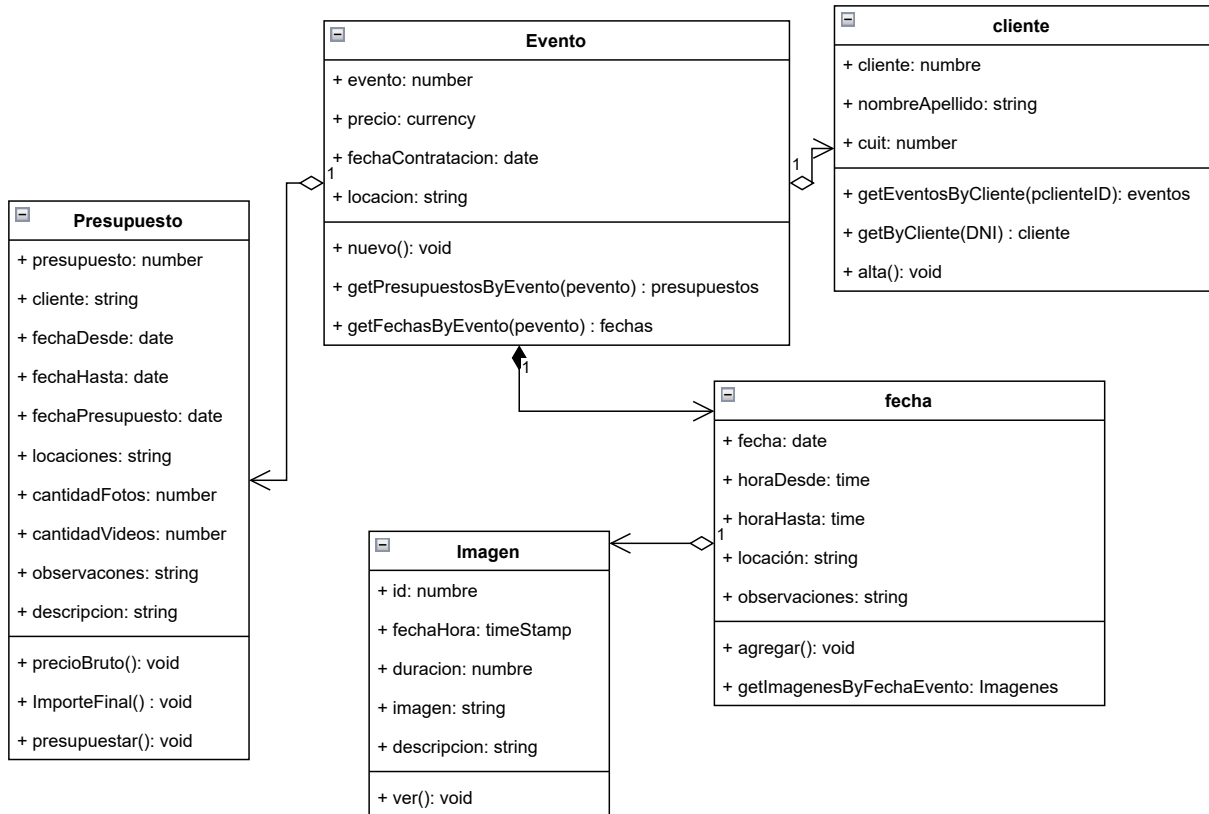 Evento
+ evento: number
+ precio: currency
+ fechaContratacion: date
+ locacion: string
+ nuevo(): void
+ getPresupuestosByEvento(pevento) : presupuestos
+ getFechasByEvento(pevento) : fechas
1
1
1
cliente
+ cliente: numbre
+ nombreApellido: string
+ cuit: number
+ getEventosByCliente(pclienteID): eventos
+ getByCliente(DNI) : cliente
+ alta(): void
Presupuesto
+ presupuesto: number
+ cliente: string
+ fechaDesde: date
+ fechaHasta: date
+ fechaPresupuesto: date
+ locaciones: string
+ cantidadFotos: number
+ cantidadVideos: number
+ observacones: string
+ descripcion: string
+ precioBruto(): void
+ ImporteFinal() : void
+ presupuestar(): void
fecha
+ fecha: date
+ horaDesde: time
+ horaHasta: time
+ locación: string
+ observaciones: string
+ agregar(): void
+ getImagenesByFechaEvento: Imagenes
1
Imagen
+ id: numbre
+ fechaHora: timeStamp
+ duracion: numbre
+ imagen: string
+ descripcion: string
+ ver(): void